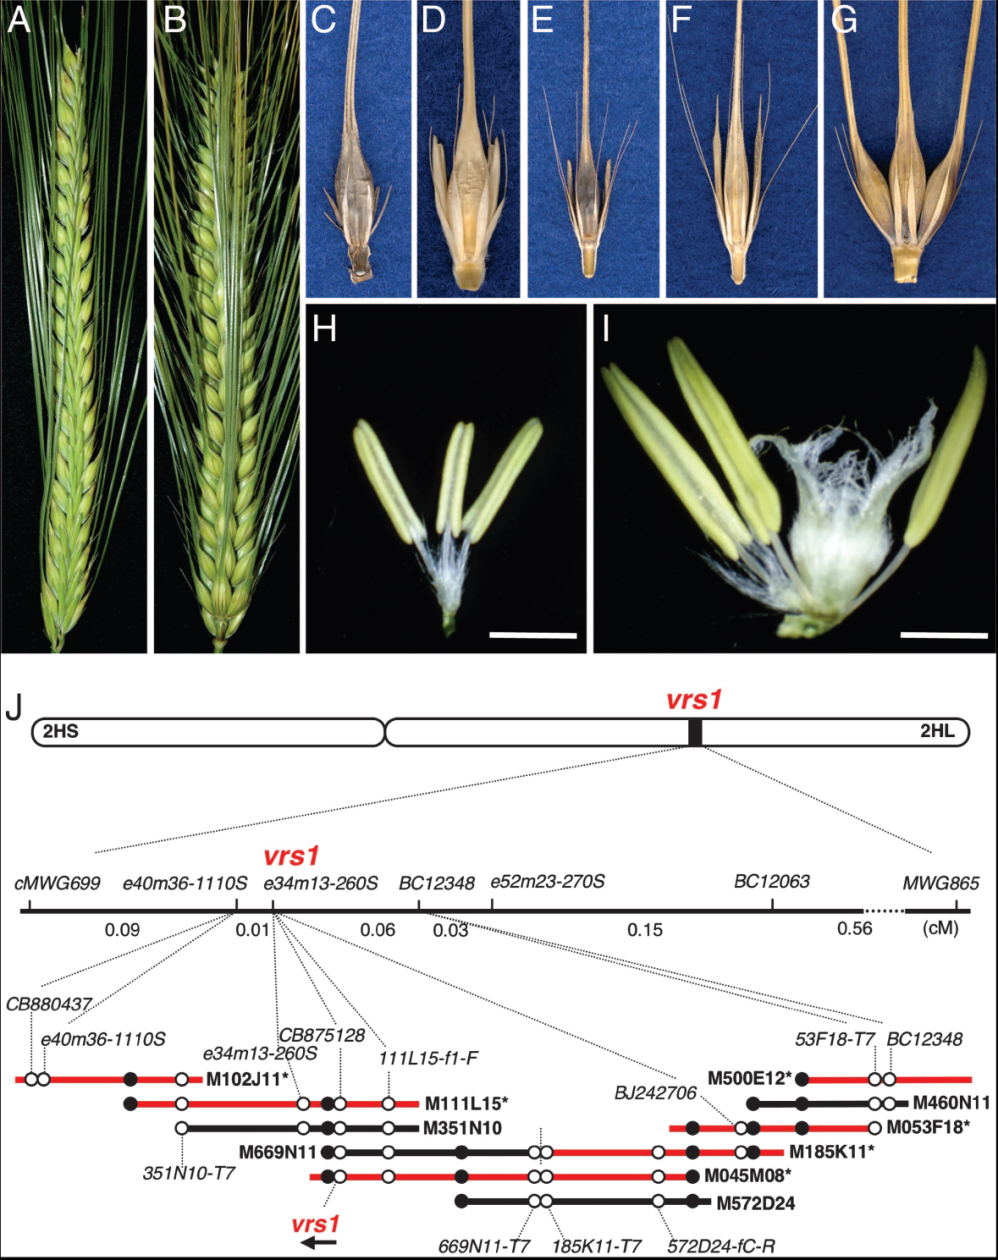 A B C D E F G
H I
J
vrs1
2HS 2HL
vrs1
cMWG699 e40m36-1110S e34m13-260S BC12348 e52m23-270S BC12063 MWG865
0.09 0.01 0.06 0.03 0.15 0.56 (cM)
CB880437
e40m36-1110S CB875128 53F18-T7 BC12348
e34m13-260S 111L15-f1-F
M102J11* M500E12*
BJ242706
M111L15* M460N11
M351N10 M053F18*
M669N11 M185K11*
351N10-T7 M045M08*
M572D24
vrs1
669N11-T7 185K11-T7 572D24-fC-R